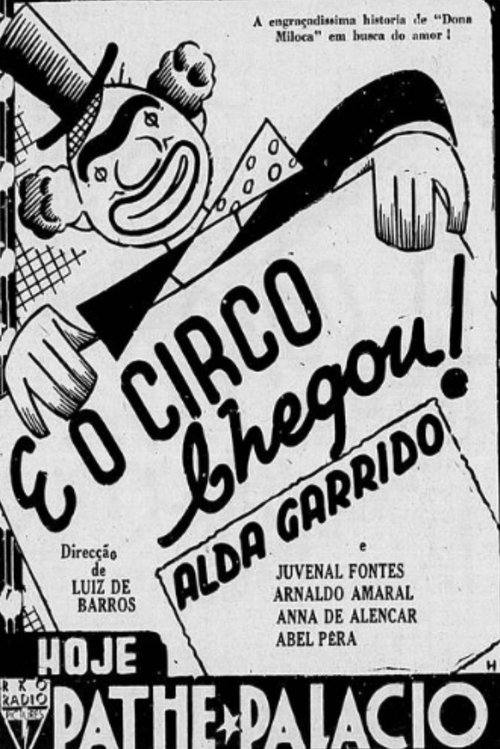 A engraçadissima historia de "Dona
Miloca" em busca do amor!
E O CIRCO
Chegou!
ALDA GARRIDO
e
JUVENAL FONTES
ARNALDO AMARAL
ANNA DE ALENCAR
ABEL PÊRA
Direcção
de
LUIZ DE
BARROS
H
HOJE
RKO
RADIO
PICTURES
PATHE-PALACIO